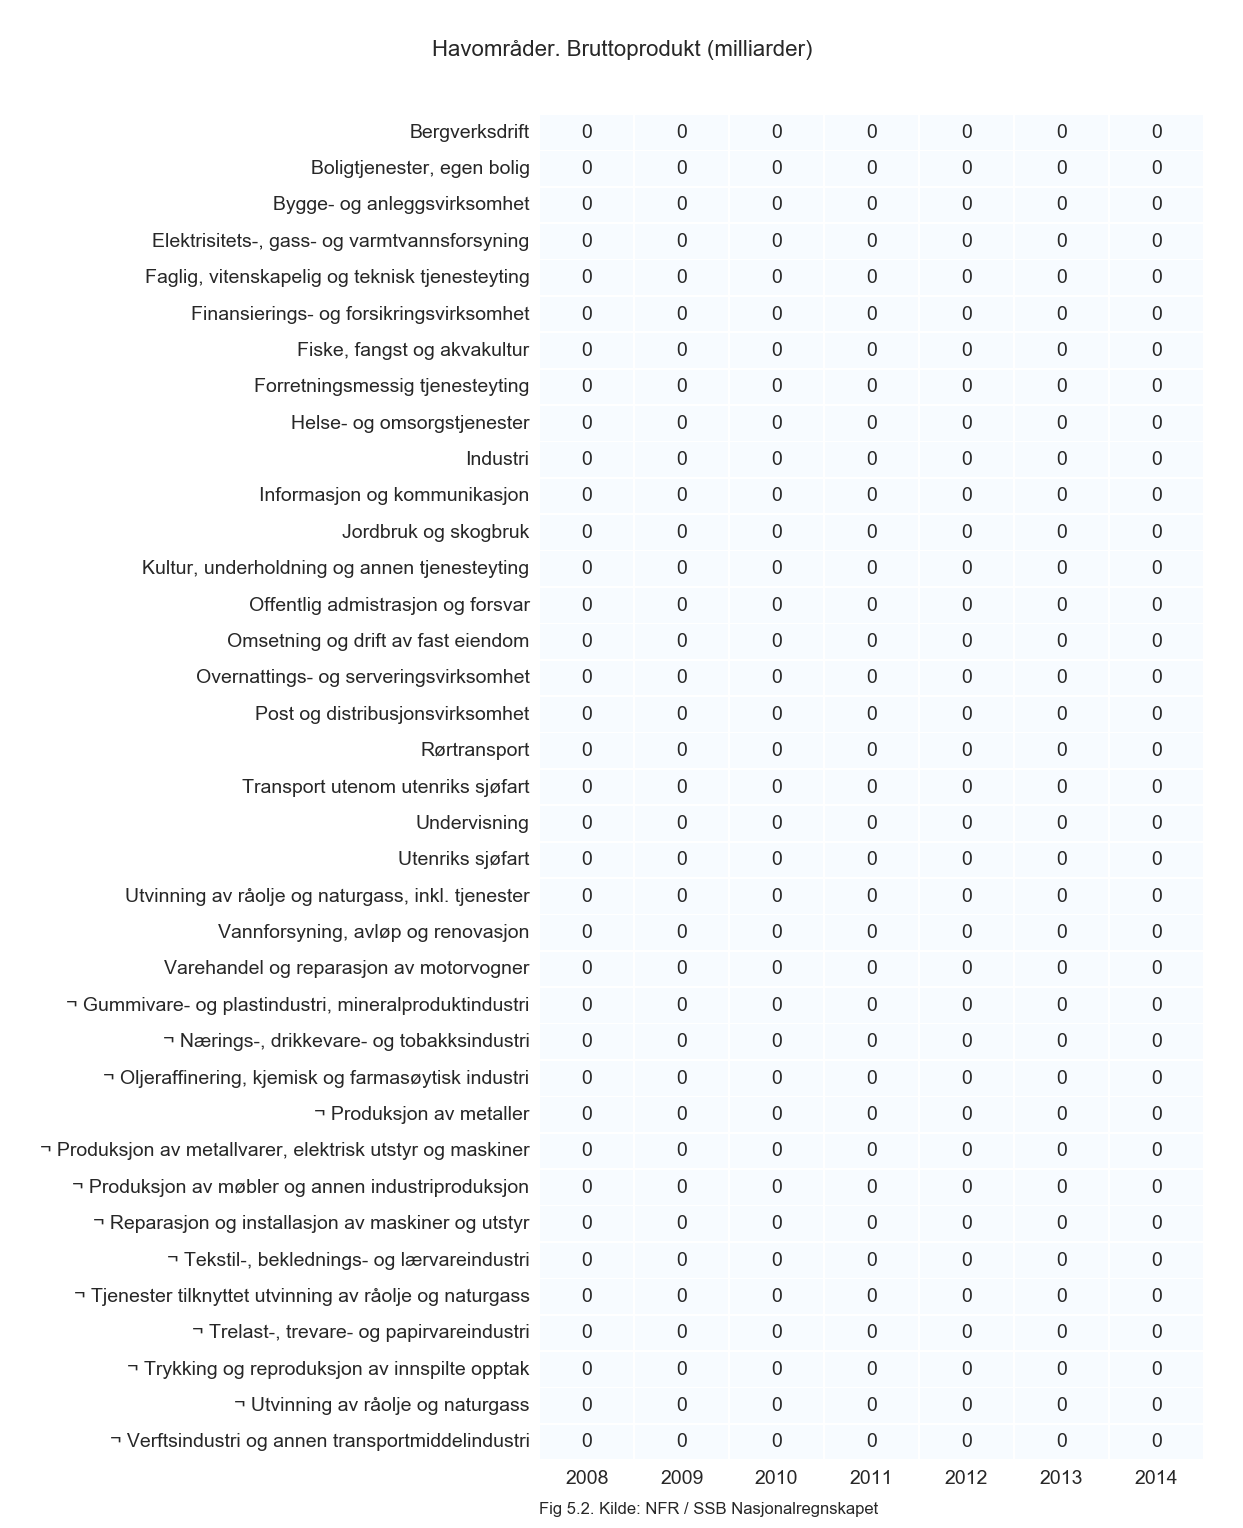 Havområder. Bruttoprodukt (milliarder)
Bergverksdrift 0 0 0 0 0 0 0
Boligtjenester, egen bolig 0 0 0 0 0 0 0
Bygge- og anleggsvirksomhet 0 0 0 0 0 0 0
Elektrisitets-, gass- og varmtvannsforsyning 0 0 0 0 0 0 0
Faglig, vitenskapelig og teknisk tjenesteyting 0 0 0 0 0 0 0
Finansierings- og forsikringsvirksomhet 0 0 0 0 0 0 0
Fiske, fangst og akvakultur 0 0 0 0 0 0 0
Forretningsmessig tjenesteyting 0 0 0 0 0 0 0
Helse- og omsorgstjenester 0 0 0 0 0 0 0
Industri 0 0 0 0 0 0 0
Informasjon og kommunikasjon 0 0 0 0 0 0 0
Jordbruk og skogbruk 0 0 0 0 0 0 0
Kultur, underholdning og annen tjenesteyting 0 0 0 0 0 0 0
Offentlig admistrasjon og forsvar 0 0 0 0 0 0 0
Omsetning og drift av fast eiendom 0 0 0 0 0 0 0
Overnattings- og serveringsvirksomhet 0 0 0 0 0 0 0
Post og distribusjonsvirksomhet 0 0 0 0 0 0 0
Rørtransport 0 0 0 0 0 0 0
Transport utenom utenriks sjøfart 0 0 0 0 0 0 0
Undervisning 0 0 0 0 0 0 0
Utenriks sjøfart 0 0 0 0 0 0 0
Utvinning av råolje og naturgass, inkl. tjenester 0 0 0 0 0 0 0
Vannforsyning, avløp og renovasjon 0 0 0 0 0 0 0
Varehandel og reparasjon av motorvogner 0 0 0 0 0 0 0
¬ Gummivare- og plastindustri, mineralproduktindustri 0 0 0 0 0 0 0
¬ Nærings-, drikkevare- og tobakksindustri 0 0 0 0 0 0 0
¬ Oljeraffinering, kjemisk og farmasøytisk industri 0 0 0 0 0 0 0
¬ Produksjon av metaller 0 0 0 0 0 0 0
¬ Produksjon av metallvarer, elektrisk utstyr og maskiner 0 0 0 0 0 0 0
¬ Produksjon av møbler og annen industriproduksjon 0 0 0 0 0 0 0
¬ Reparasjon og installasjon av maskiner og utstyr 0 0 0 0 0 0 0
¬ Tekstil-, beklednings- og lærvareindustri 0 0 0 0 0 0 0
¬ Tjenester tilknyttet utvinning av råolje og naturgass 0 0 0 0 0 0 0
¬ Trelast-, trevare- og papirvareindustri 0 0 0 0 0 0 0
¬ Trykking og reproduksjon av innspilte opptak 0 0 0 0 0 0 0
¬ Utvinning av råolje og naturgass 0 0 0 0 0 0 0
¬ Verftsindustri og annen transportmiddelindustri 0 0 0 0 0 0 0
2008 2009 2010 2011 2012 2013 2014
Fig 5.2. Kilde: NFR / SSB Nasjonalregnskapet